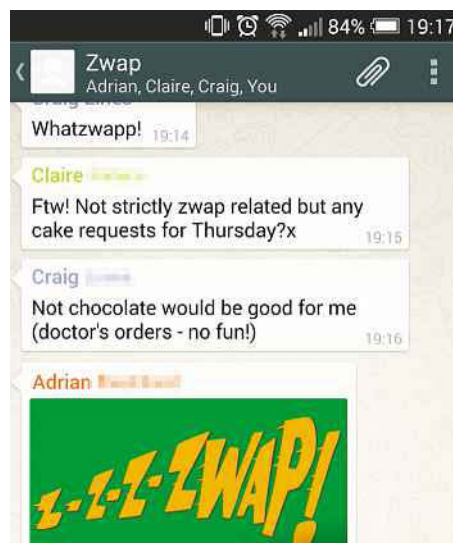 84% 19:17
Zwap
Adrian, Claire, Craig, You
Whatzwapp! 19:14
Claire
Ftw! Not strictly zwap related but any
cake requests for Thursday?x
19:15
Craig
Not chocolate would be good for me
(doctor's orders - no fun!)
19:16
Adrian
Z-Z-Z-ZWAP!